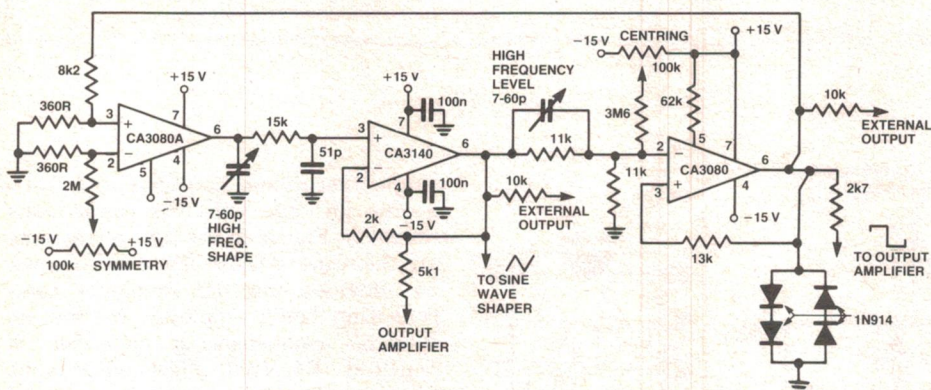 8k2
360R
360R
2M
-15 V
+15 V
100k
SYMMETRY
+15 V
3
+
2
-
7
6
CA3080A
5
4
-15 V
7-60p
HIGH
FREQ.
SHAPE
15k
51p
+15 V
100n
7
3
+
CA3140
6
2
-
4
100n
-15 V
2k
5k1
OUTPUT
AMPLIFIER
10k
EXTERNAL
OUTPUT
TO SINE
WAVE
SHAPER
HIGH
FREQUENCY
LEVEL
7-60p
11k
11k
-15 V
CENTRING
100k
+15 V
3M6
62k
5
7
2
-
CA3080
6
3
+
4
-15 V
13k
10k
EXTERNAL
OUTPUT
2k7
TO OUTPUT
AMPLIFIER
1N914